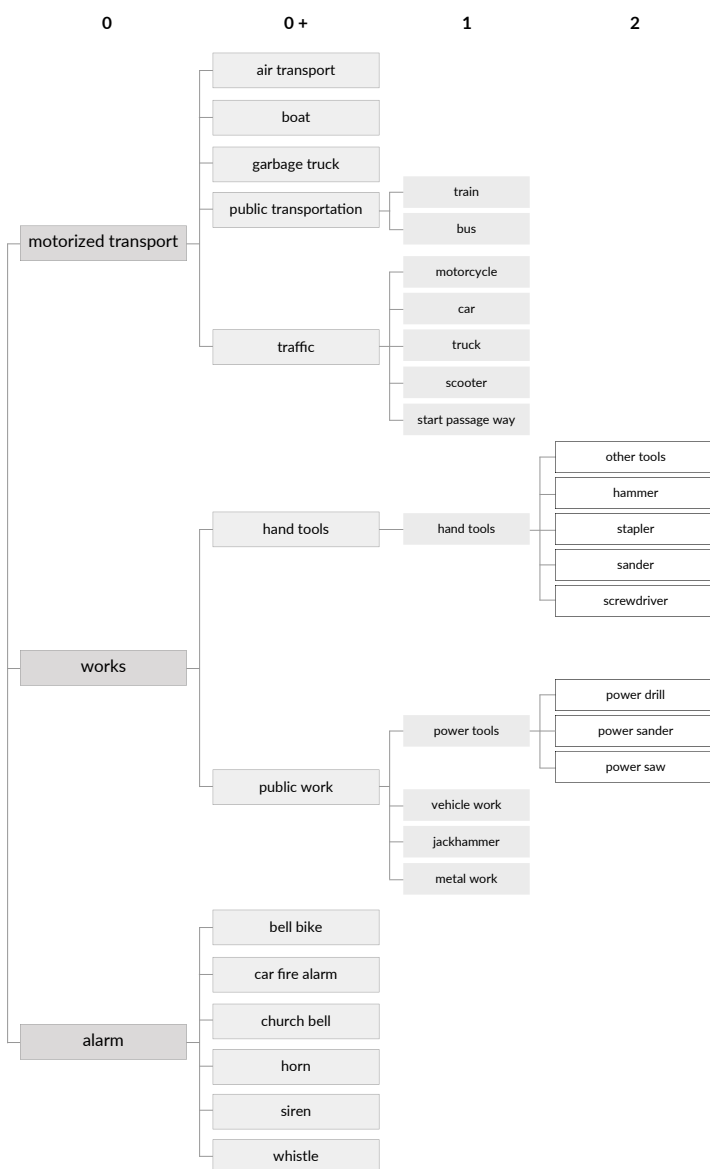 0 0 + 1 2
air transport
boat
garbage truck
train
public transportation
bus
motorized transport
motorcycle
car
traffic
truck
scooter
start passage way
other tools
hammer
hand tools
hand tools
stapler
sander
screwdriver
works
power drill
power tools
power sander
power saw
public work
vehicle work
jackhammer
metal work
bell bike
car fire alarm
church bell
alarm
horn
siren
whistle